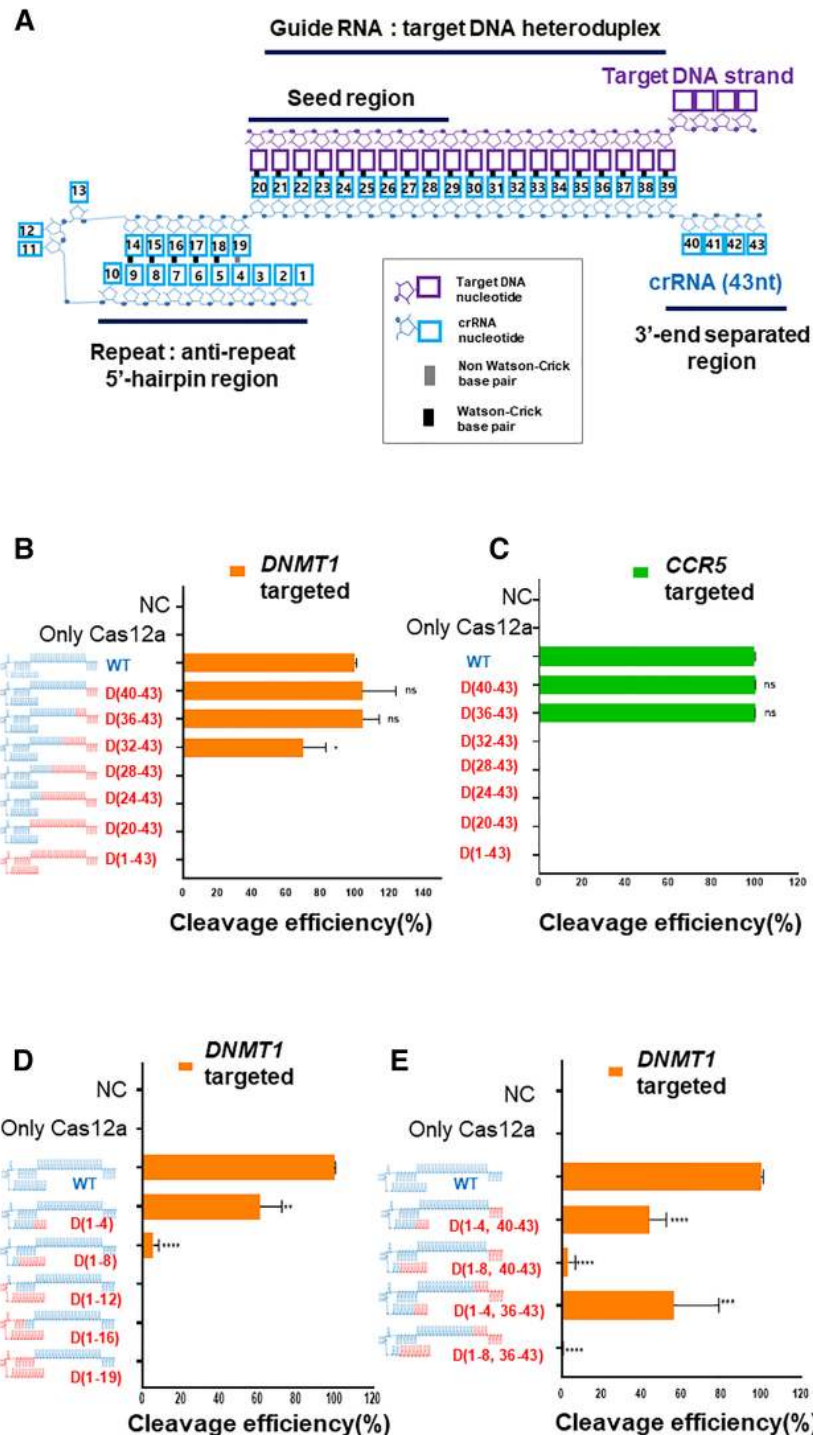 A
Guide RNA : target DNA heteroduplex
Target DNA strand
Seed region
20 21 22 23 24 25 26 27 28 29 30 31 32 33 34 35 36 37 38 39
13
12
11
14 15 16 17 18 19
10 9 8 7 6 5 4 3 2 1
40 41 42 43
crRNA (43nt)
3'-end separated
region
Repeat : anti-repeat
5'-hairpin region
Target DNA
nucleotide
crRNA
nucleotide
Non Watson-Crick
base pair
Watson-Crick
base pair
B
DNMT1
targeted
NC
Only Cas12a
WT
D(40-43) ns
D(36-43) ns
D(32-43) *
D(28-43)
D(24-43)
D(20-43)
D(1-43)
0 20 40 60 80 100 120 140
Cleavage efficiency(%)
C
CCR5
targeted
NC
Only Cas12a
WT
D(40-43) ns
D(36-43) ns
D(32-43)
D(28-43)
D(24-43)
D(20-43)
D(1-43)
0 20 40 60 80 100 120
Cleavage efficiency(%)
D
DNMT1
targeted
NC
Only Cas12a
WT
D(1-4) **
D(1-8) ****
D(1-12)
D(1-16)
D(1-19)
0 20 40 60 80 100 120
Cleavage efficiency(%)
E
DNMT1
targeted
NC
Only Cas12a
WT
D(1-4, 40-43) ****
D(1-8, 40-43) ****
D(1-4, 36-43) ***
D(1-8, 36-43) ****
0 20 40 60 80 100
Cleavage efficiency(%)